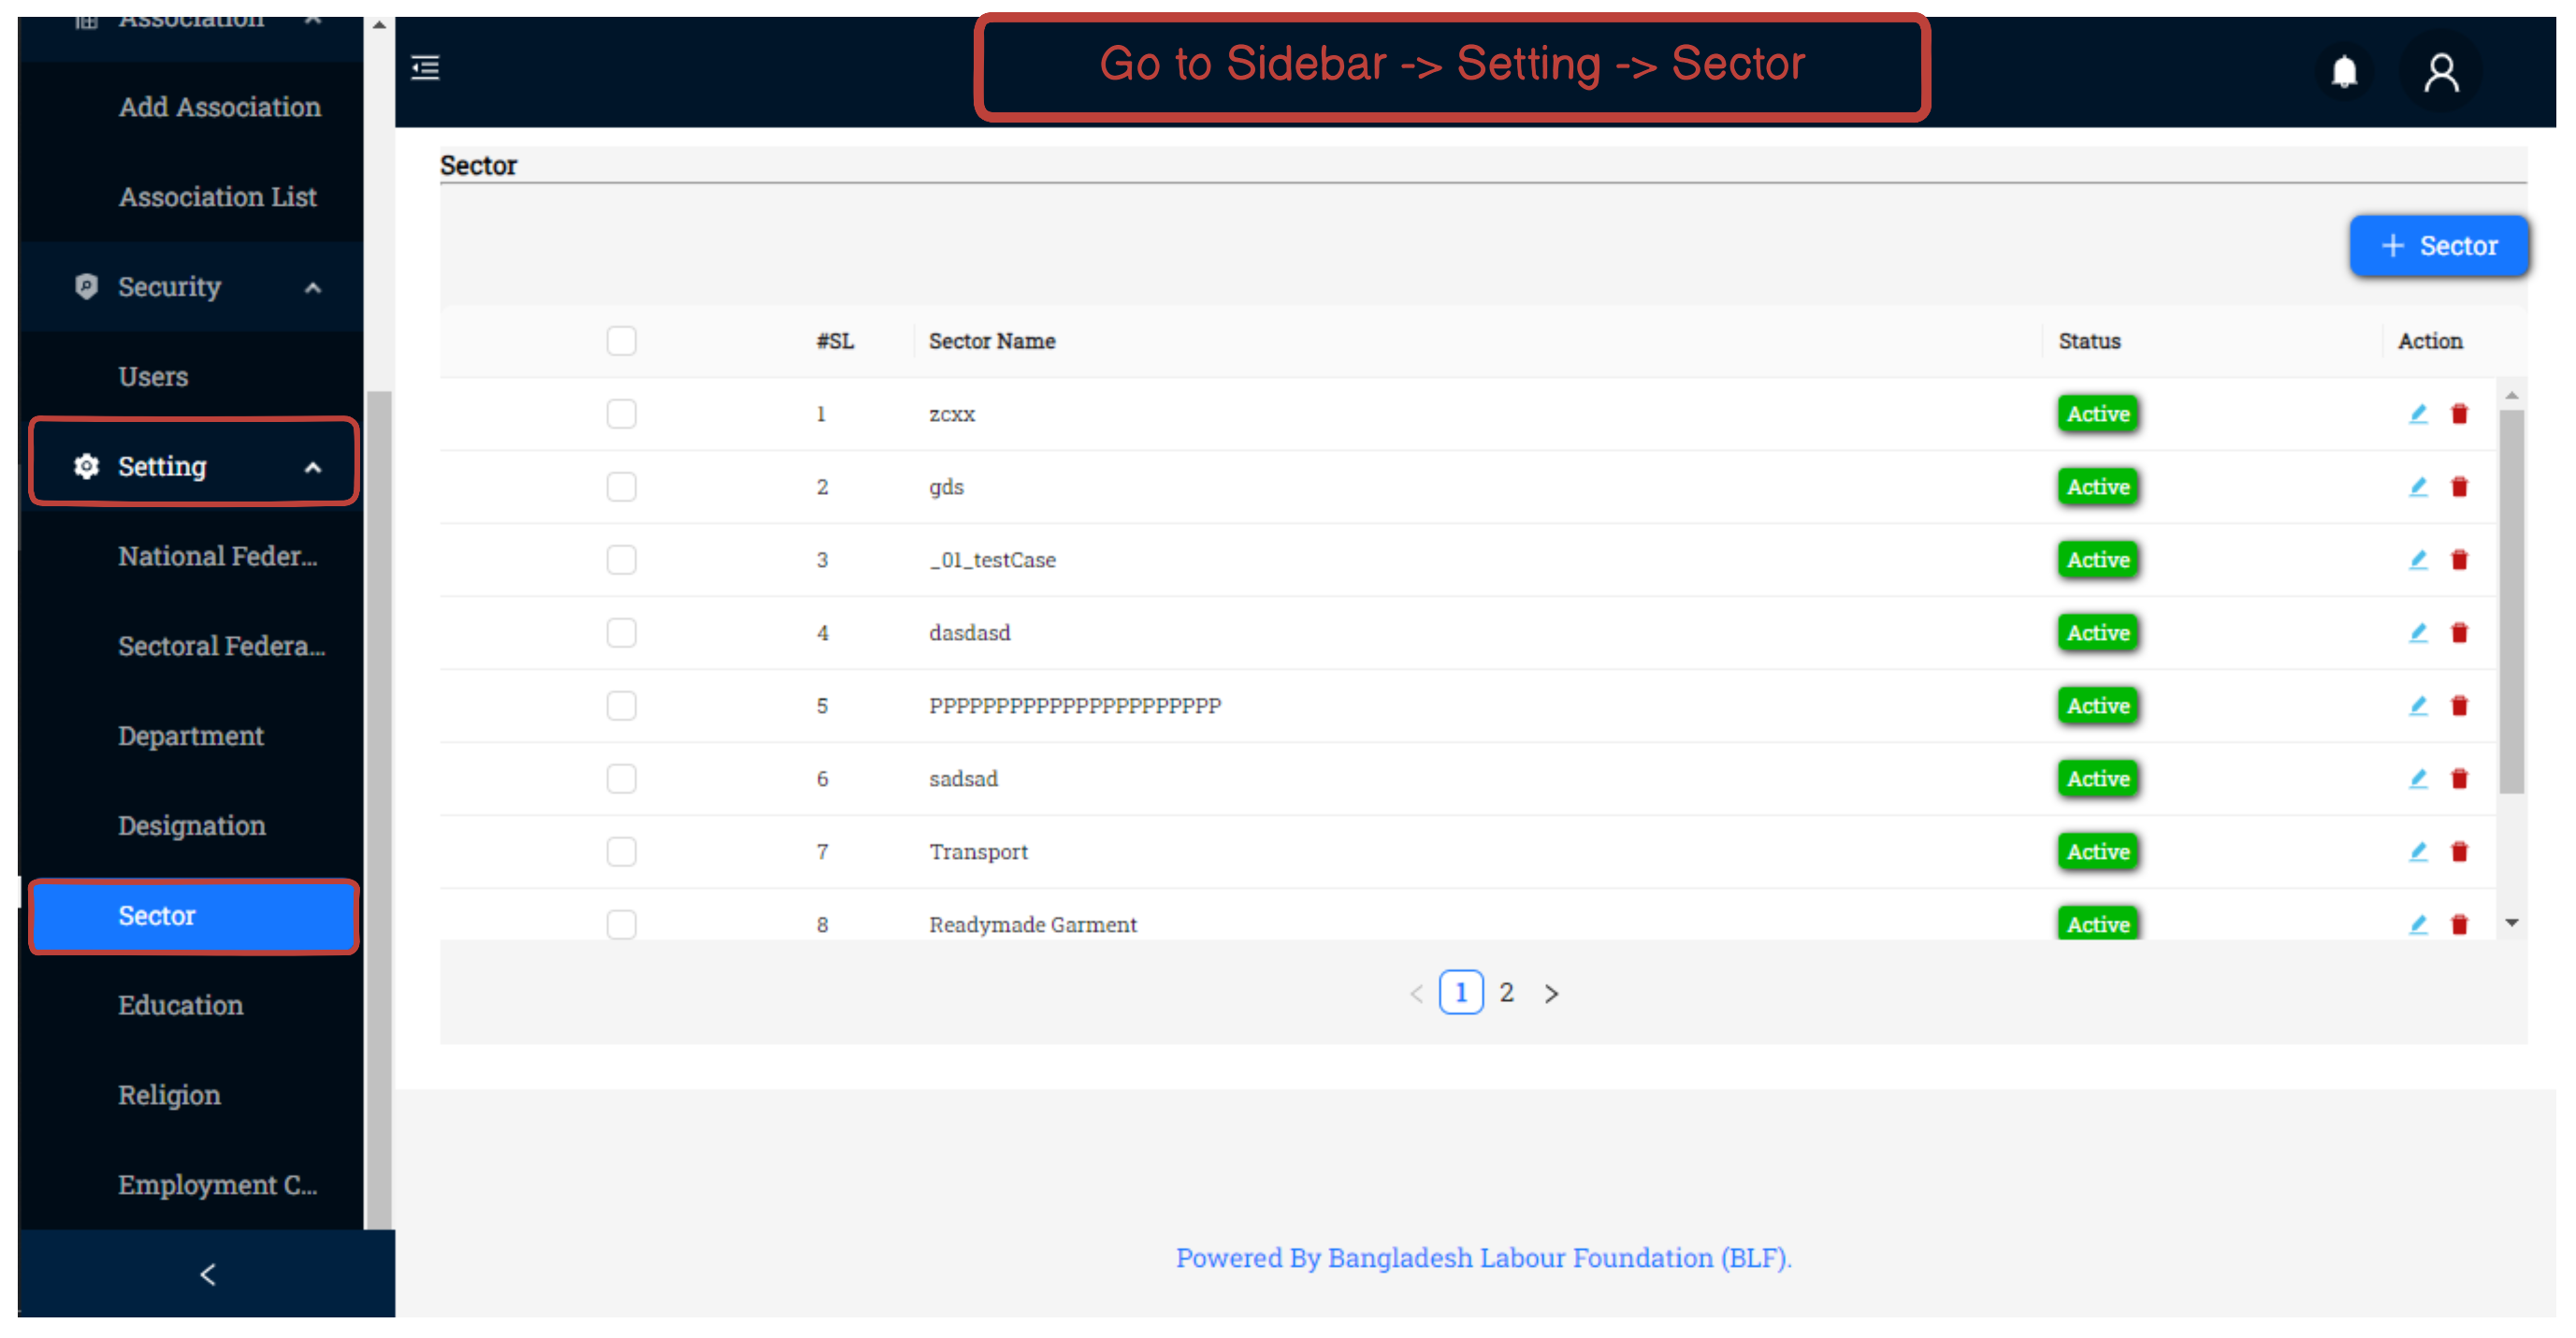 Association
Go to Sidebar -> Setting -> Sector
Add Association
Association List
Security
Users
Setting
National Feder...
Sectoral Federa...
Department
Designation
Sector
Education
Religion
Employment C...
Sector
+ Sector
#SL Sector Name Status Action
1 zcxx Active
2 gds Active
3 _01_testCase Active
4 dasdasd Active
5 PPPPPPPPPPPPPPPPPPPPPP Active
6 sadsad Active
7 Transport Active
8 Readymade Garment Active
< 1 2 >
Powered By Bangladesh Labour Foundation (BLF).